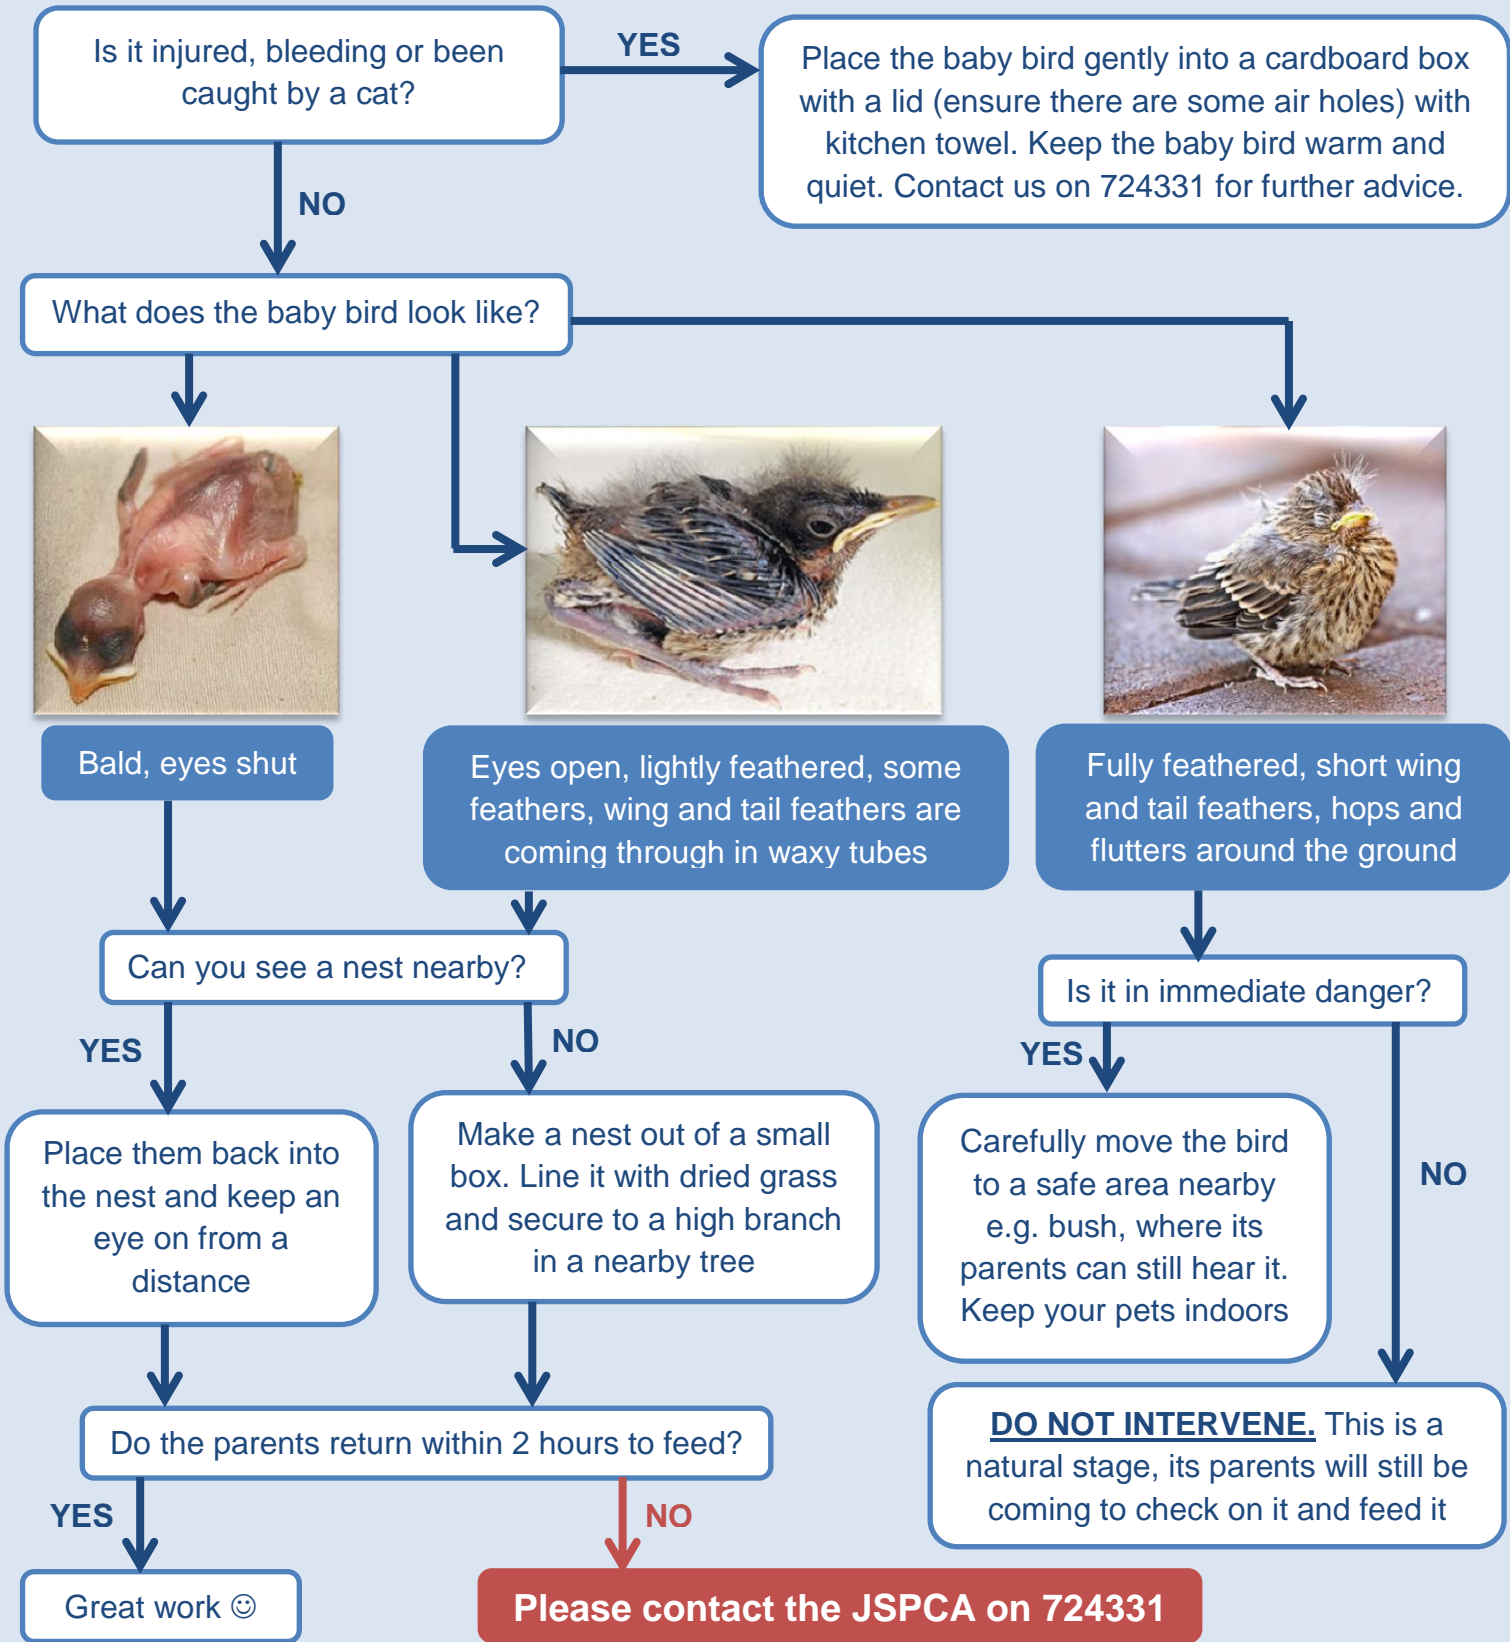 Is it injured, bleeding or been
caught by a cat?
YES
Place the baby bird gently into a cardboard box
with a lid (ensure there are some air holes) with
kitchen towel. Keep the baby bird warm and
quiet. Contact us on 724331 for further advice.
NO
What does the baby bird look like?
Bald, eyes shut
Eyes open, lightly feathered, some
feathers, wing and tail feathers are
coming through in waxy tubes
Fully feathered, short wing
and tail feathers, hops and
flutters around the ground
Can you see a nest nearby?
Is it in immediate danger?
YES
NO
YES
NO
Place them back into
the nest and keep an
eye on from a
distance
Make a nest out of a small
box. Line it with dried grass
and secure to a high branch
in a nearby tree
Carefully move the bird
to a safe area nearby
e.g. bush, where its
parents can still hear it.
Keep your pets indoors
DO NOT INTERVENE. This is a
natural stage, its parents will still be
coming to check on it and feed it
Do the parents return within 2 hours to feed?
YES
NO
Great work ☺
Please contact the JSPCA on 724331